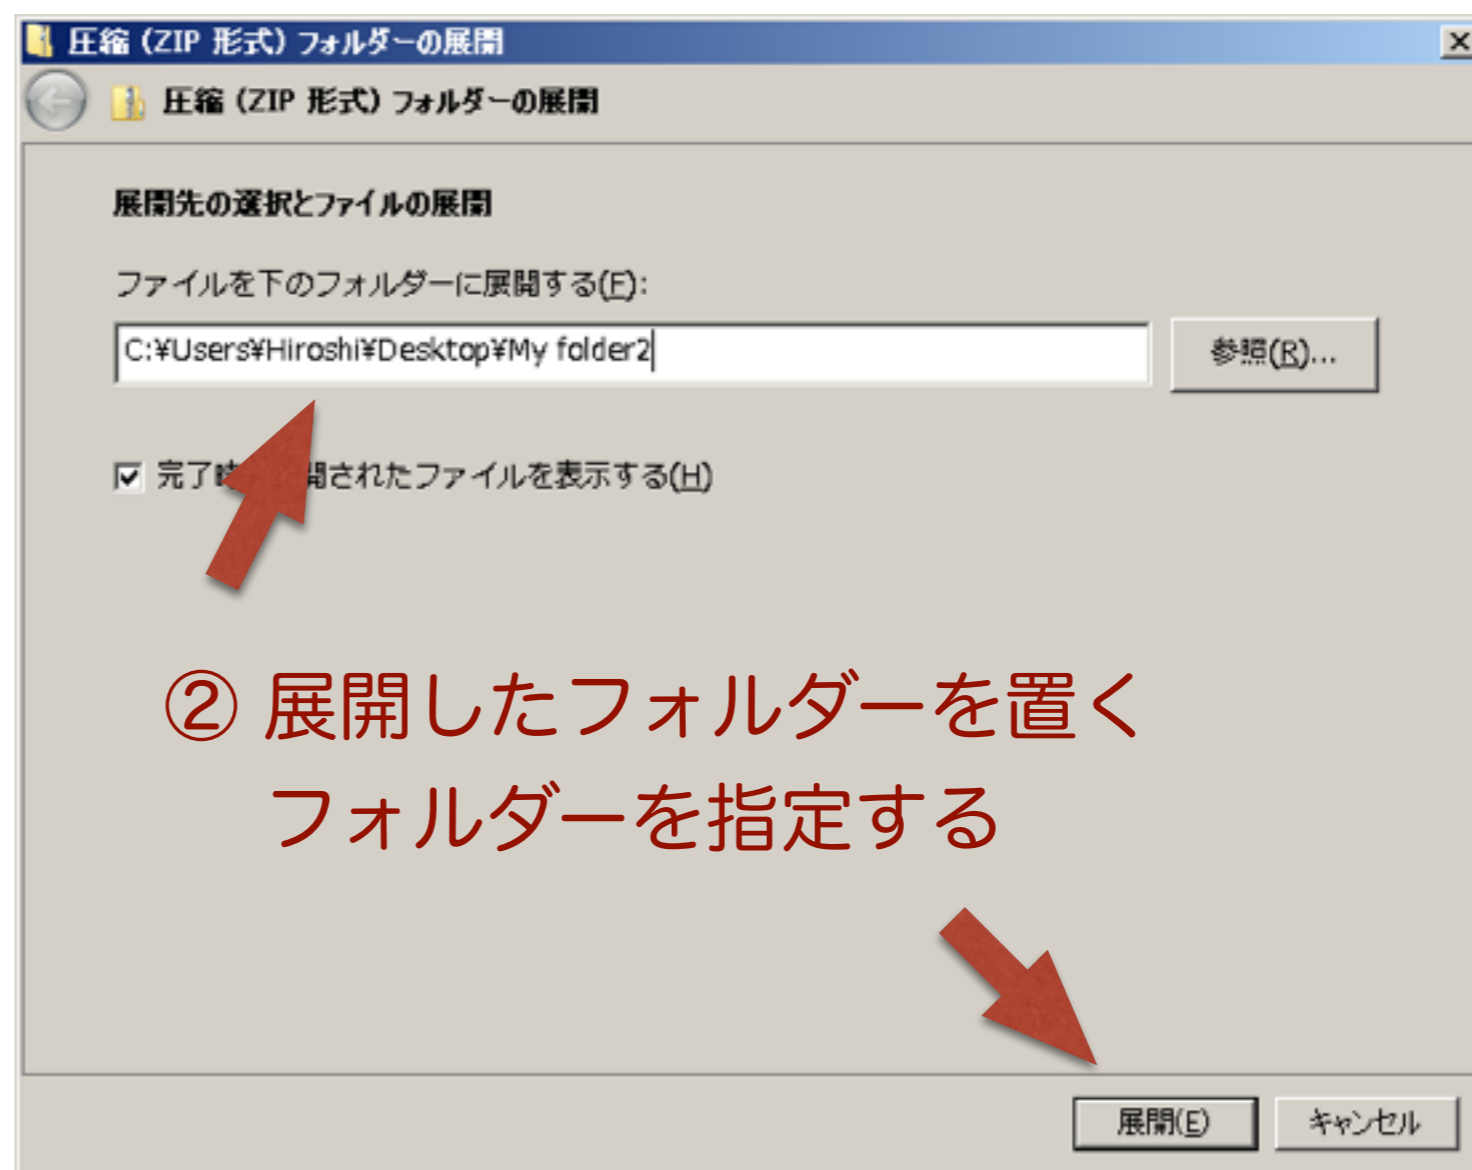 圧縮 (ZIP 形式) フォルダーの展開
圧縮 (ZIP 形式) フォルダーの展開
展開先の選択とファイルの展開
ファイルを下のフォルダーに展開する(F):
C:¥Users¥Hiroshi¥Desktop¥My folder2
参照(R)...
完了時 開されたファイルを表示する(H)
② 展開したフォルダーを置く
フォルダーを指定する
展開(E)
キャンセル